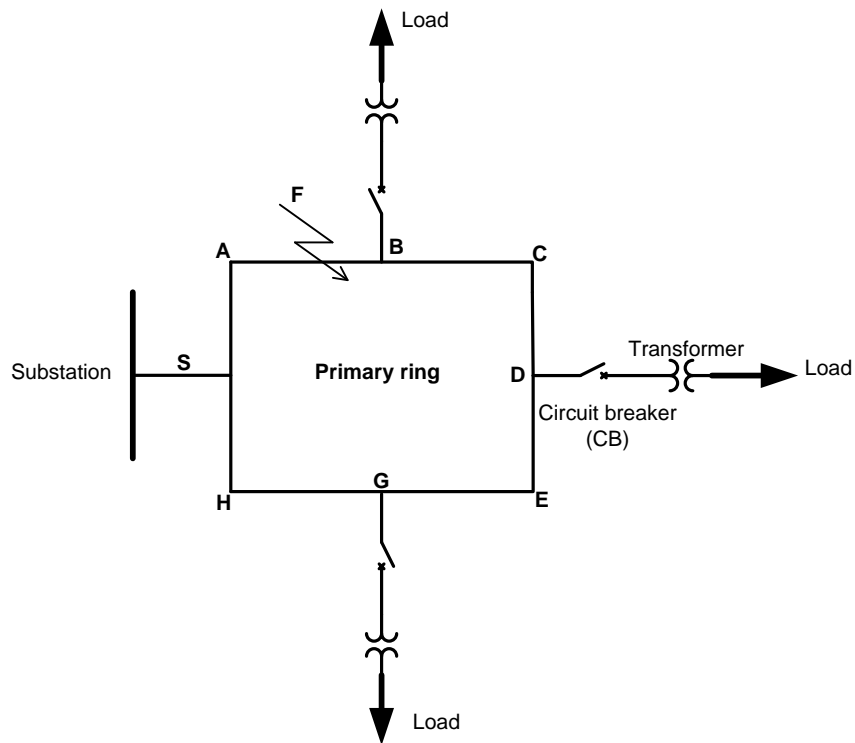 Load
F
A
B
C
Substation
S
Primary ring
D
Transformer
Load
Circuit breaker
(CB)
G
H
E
Load